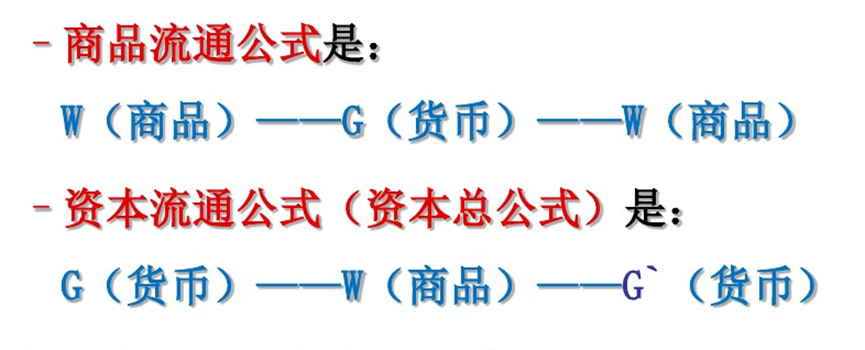 - 商品流通公式是：
W（商品）——G（货币）——W（商品）
- 资本流通公式（资本总公式）是：
G（货币）——W（商品）——G`（货币）